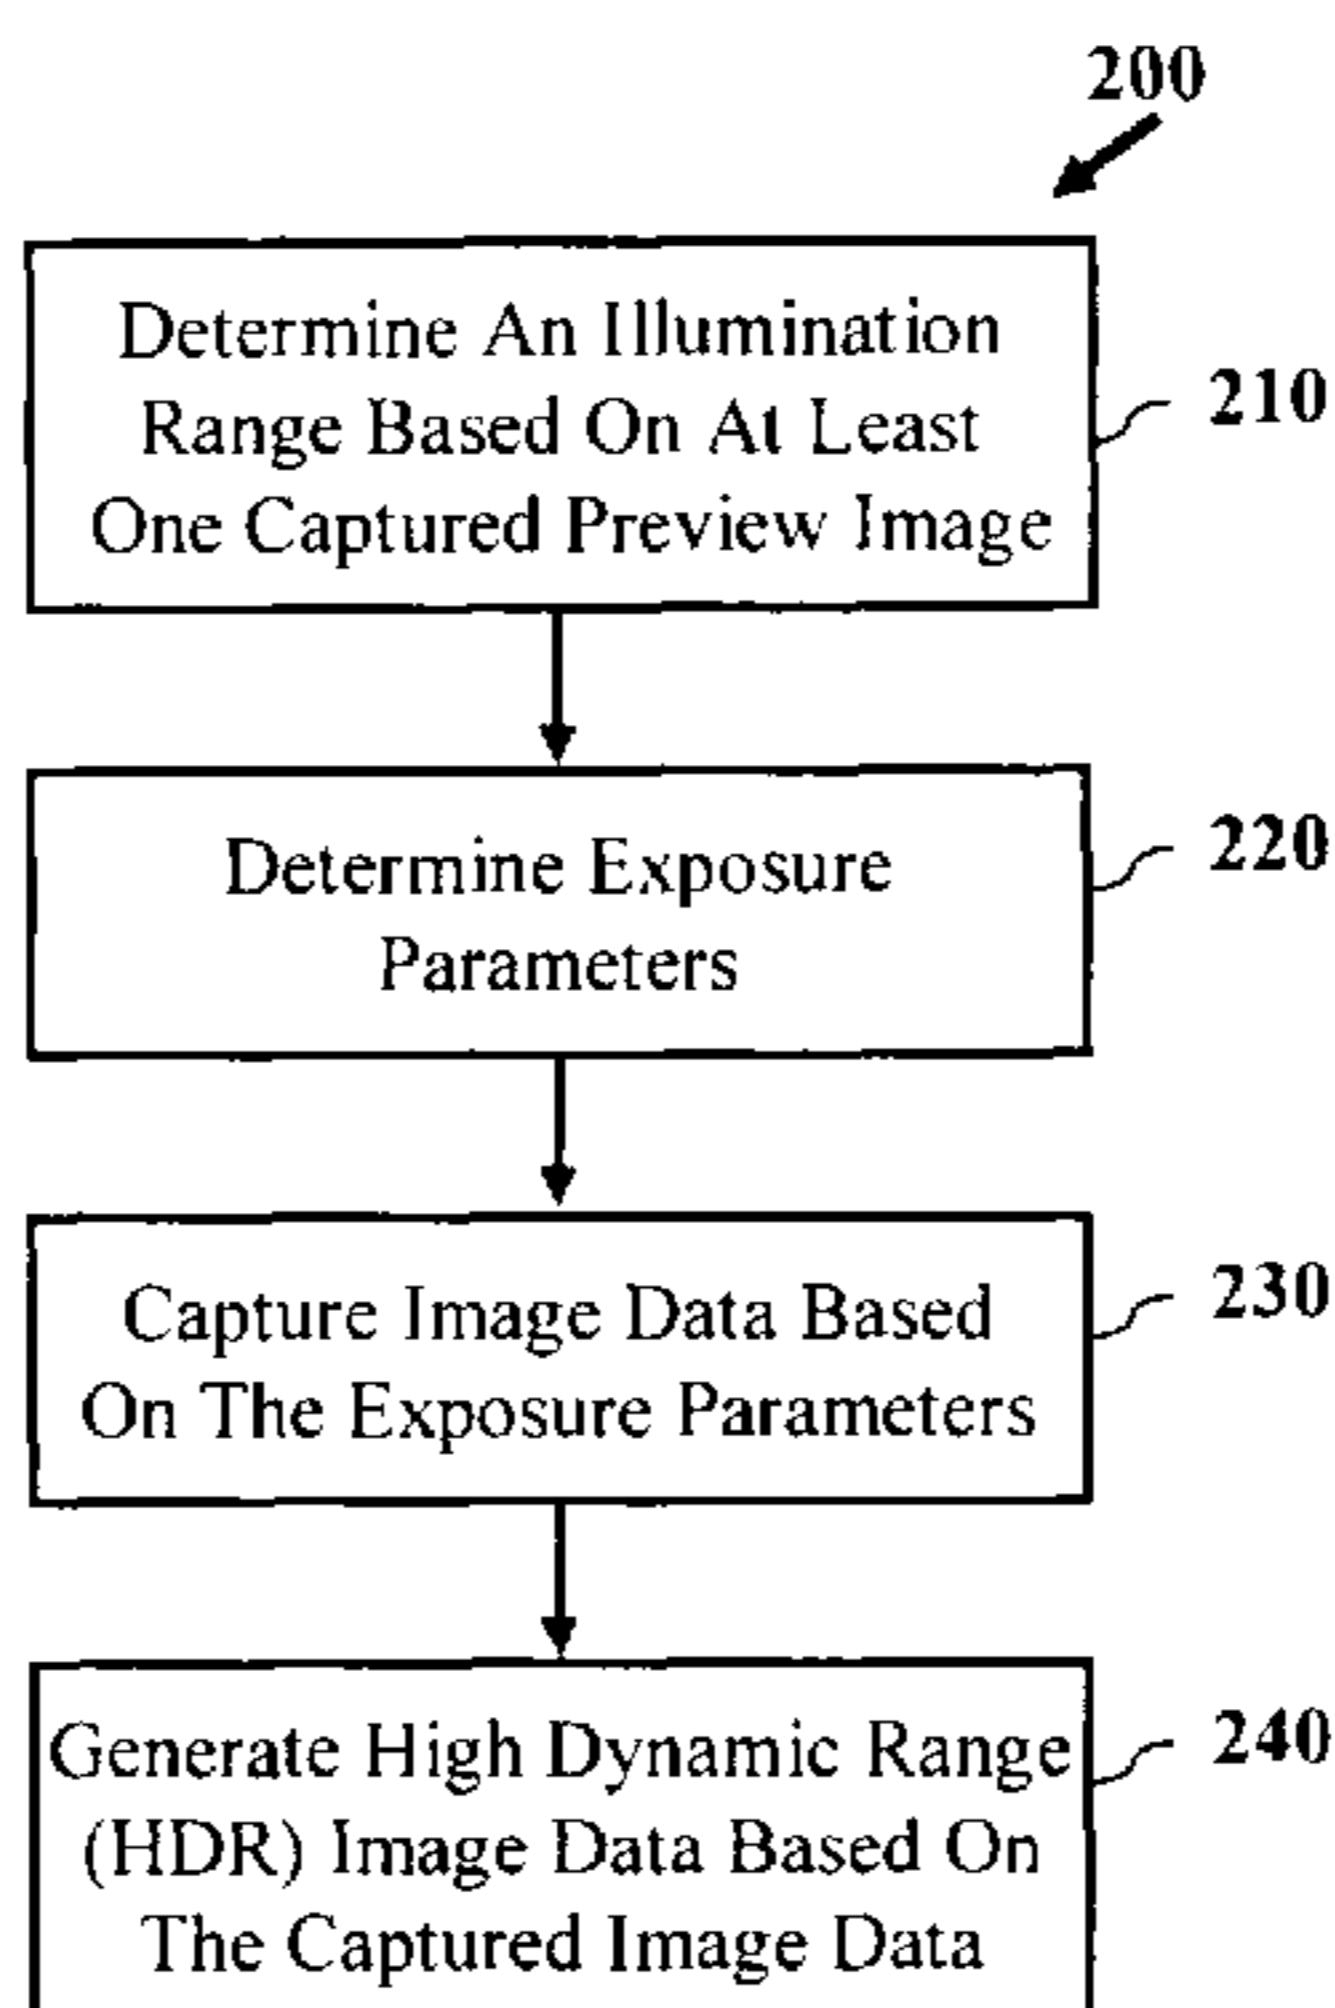 200
Determine An Illumination
Range Based On At Least
One Captured Preview Image
210
Determine Exposure
Parameters
220
Capture Image Data Based
On The Exposure Parameters
230
Generate High Dynamic Range
(HDR) Image Data Based On
The Captured Image Data
240